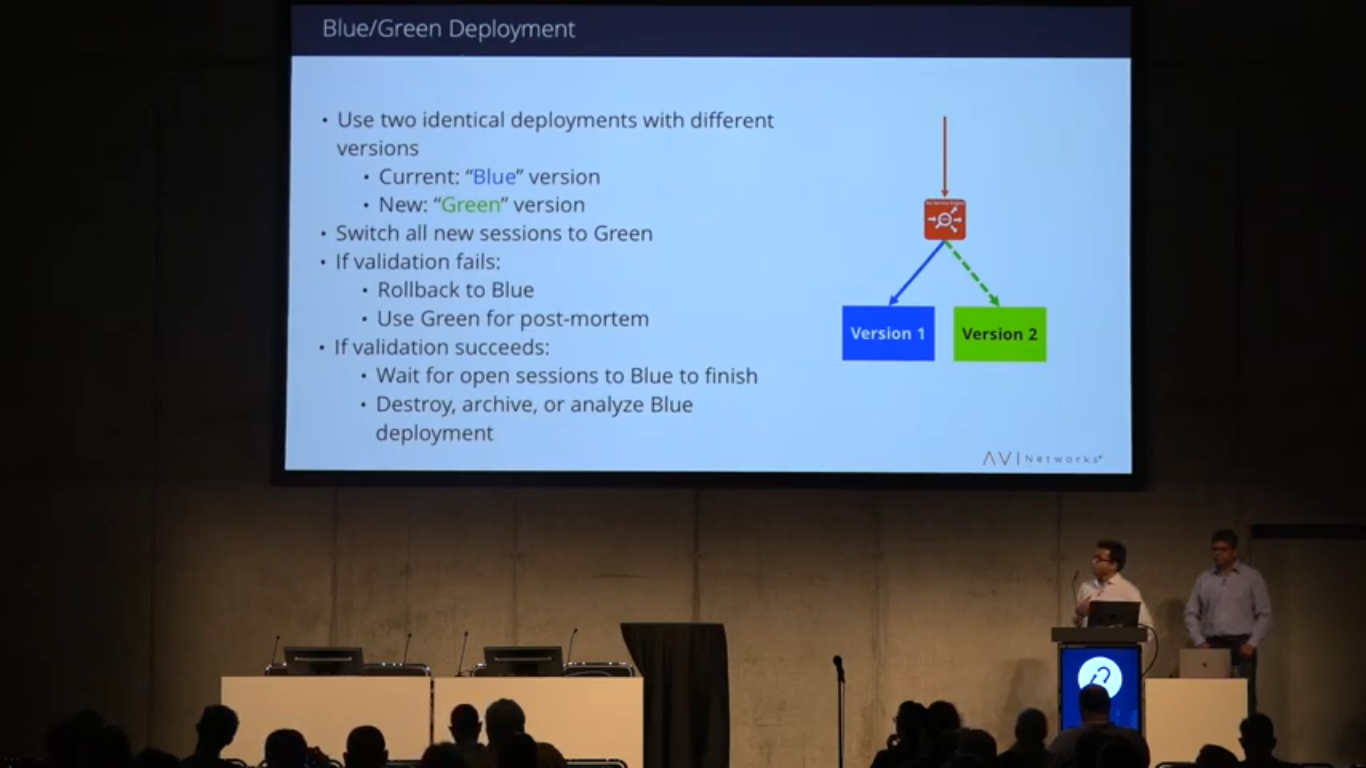 Blue/Green Deployment
• Use two identical deployments with different
versions
• Current: “Blue” version
• New: “Green” version
• Switch all new sessions to Green
• If validation fails:
• Rollback to Blue
• Use Green for post-mortem
• If validation succeeds:
• Wait for open sessions to Blue to finish
• Destroy, archive, or analyze Blue
deployment
Version 1
Version 2
AVI Networks